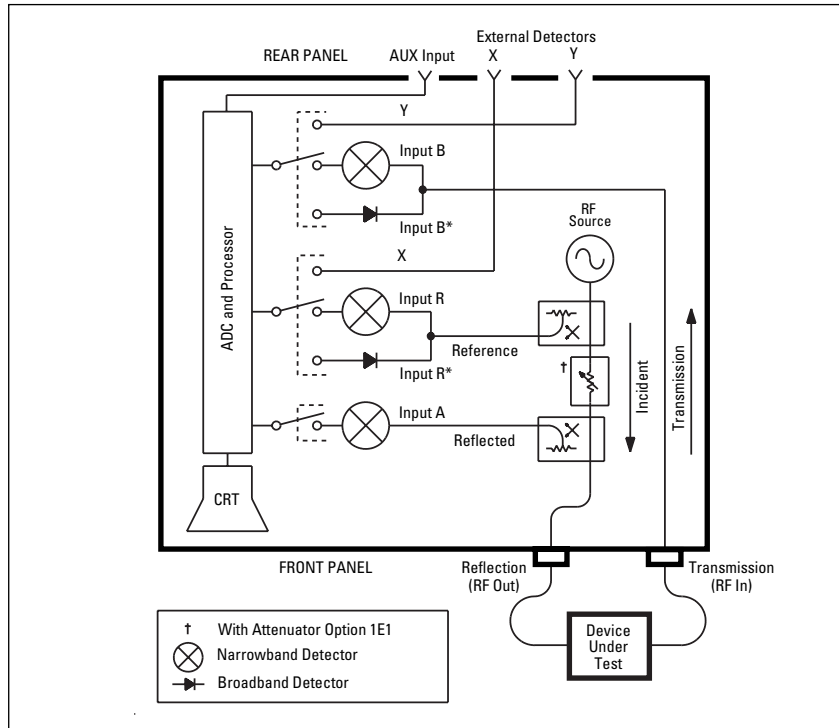 External Detectors
REAR PANEL
AUX Input
X
Y
Y
Input B
Input B*
RF
Source
X
ADC and Processor
Input R
Reference
Input R*
†
Incident
Transmission
Input A
Reflected
CRT
FRONT PANEL
Reflection
(RF Out)
Transmission
(RF In)
Device
Under
Test
† With Attenuator Option 1E1
Narrowband Detector
Broadband Detector